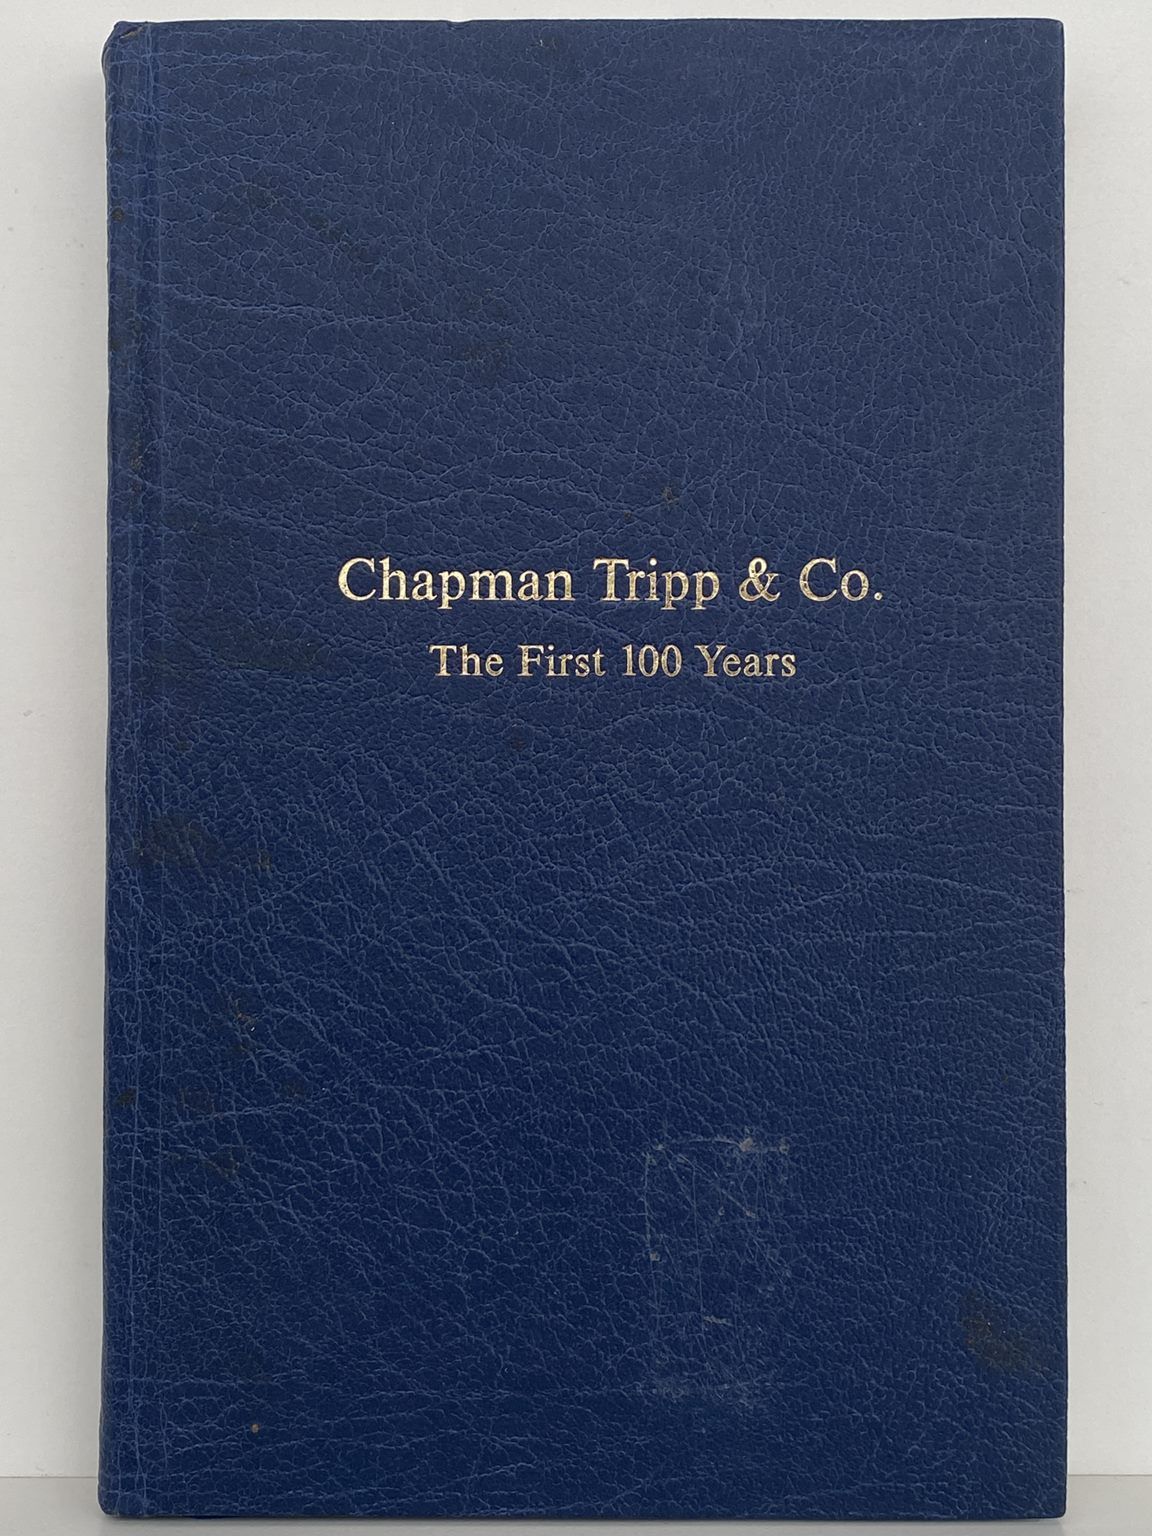 Chapman Tripp & Co.
The First 100 Years